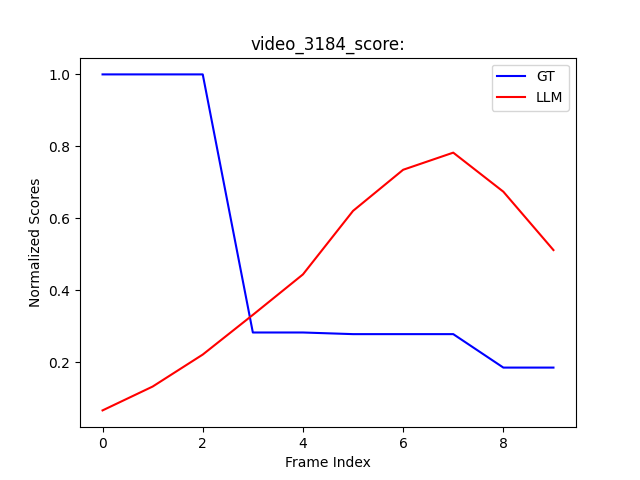 video_3184_score:
GT
LLM
1.0
0.8
0.6
0.4
0.2
Normalized Scores
0 2 4 6 8
Frame Index